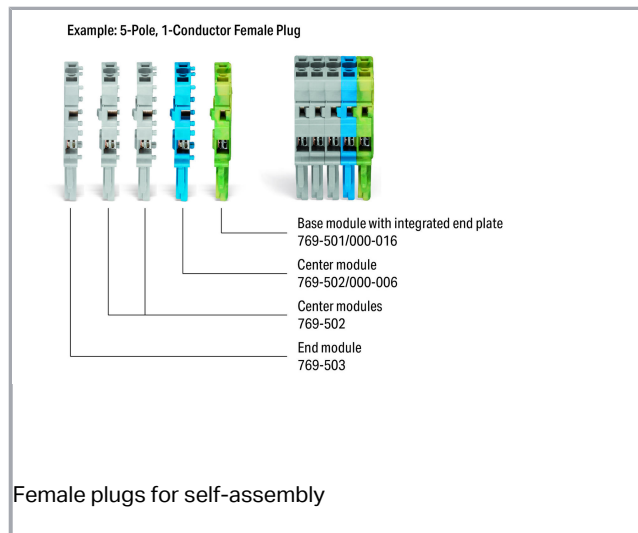 Example: 5-Pole, 1-Conductor Female Plug
Base module with integrated end plate
769-501/000-016
Center module
769-502/000-006
Center modules
769-502
End module
769-503
Female plugs for self-assembly